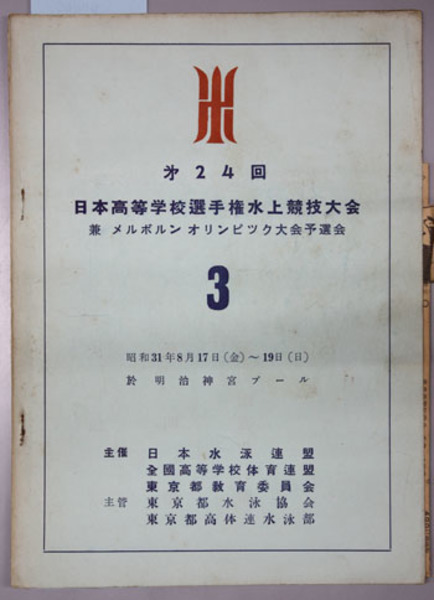 第24回
日本高等学校選手権水上競技大会
兼 メルボルン オリンピツク大会予選会
3
昭和31年8月17日(金)～19日(日)
於 明治神宮プール
主催 日本水泳連盟
全國高等学校体育連盟
東京都教育委員会
主管 東京都水泳協会
東京都高体連水泳部